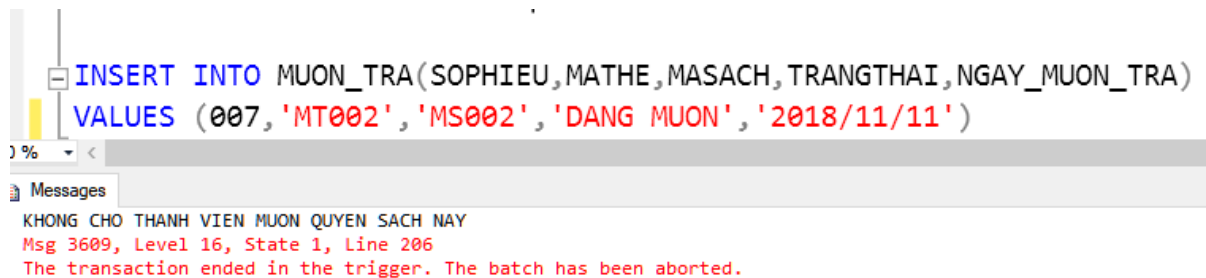 INSERT INTO MUON_TRA(SOPHIEU,MATHE,MASACH,TRANGTHAI,NGAY_MUON_TRA)
VALUES (007,'MT002','MS002','DANG MUON','2018/11/11')
0 %
Messages
KHONG CHO THANH VIEN MUON QUYEN SACH NAY
Msg 3609, Level 16, State 1, Line 206
The transaction ended in the trigger. The batch has been aborted.